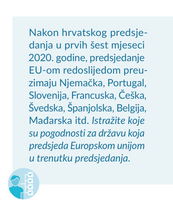 Nakon hrvatskog predsje-
danja u prvih šest mjeseci
2020. godine, predsjedanje
EU-om redoslijedom preu-
zimaju Njemačka, Portugal,
Slovenija, Francuska, Češka,
Švedska, Španjolska, Belgija,
Mađarska itd. Istražite koje
su pogodnosti za državu koja
predsjeda Europskom unijom
u trenutku predsjedanja.